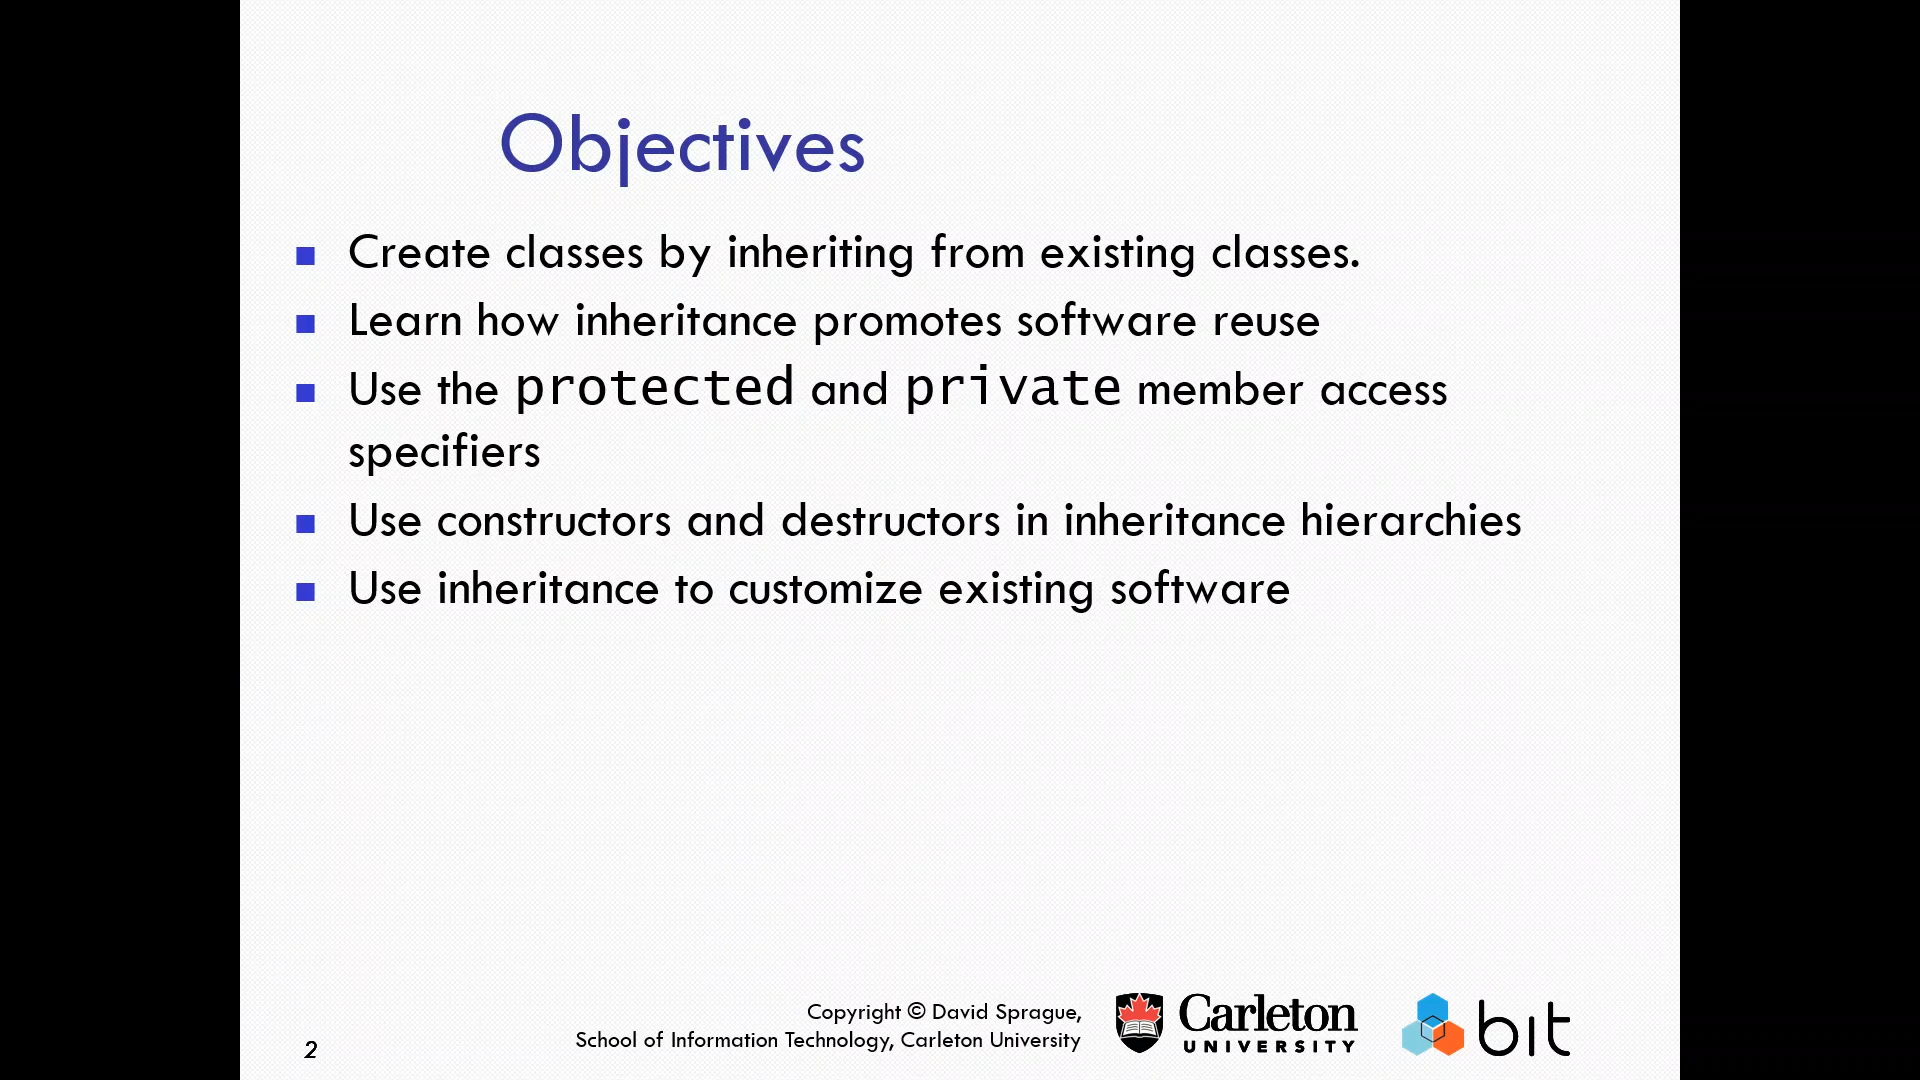 Objectives
Create classes by inheriting from existing classes.
Learn how inheritance promotes software reuse
Use the protected and private member access
specifiers
Use constructors and destructors in inheritance hierarchies
Use inheritance to customize existing software
2
Copyright © David Sprague,
School of Information Technology, Carleton University
Carleton
UNIVERSITY
bit